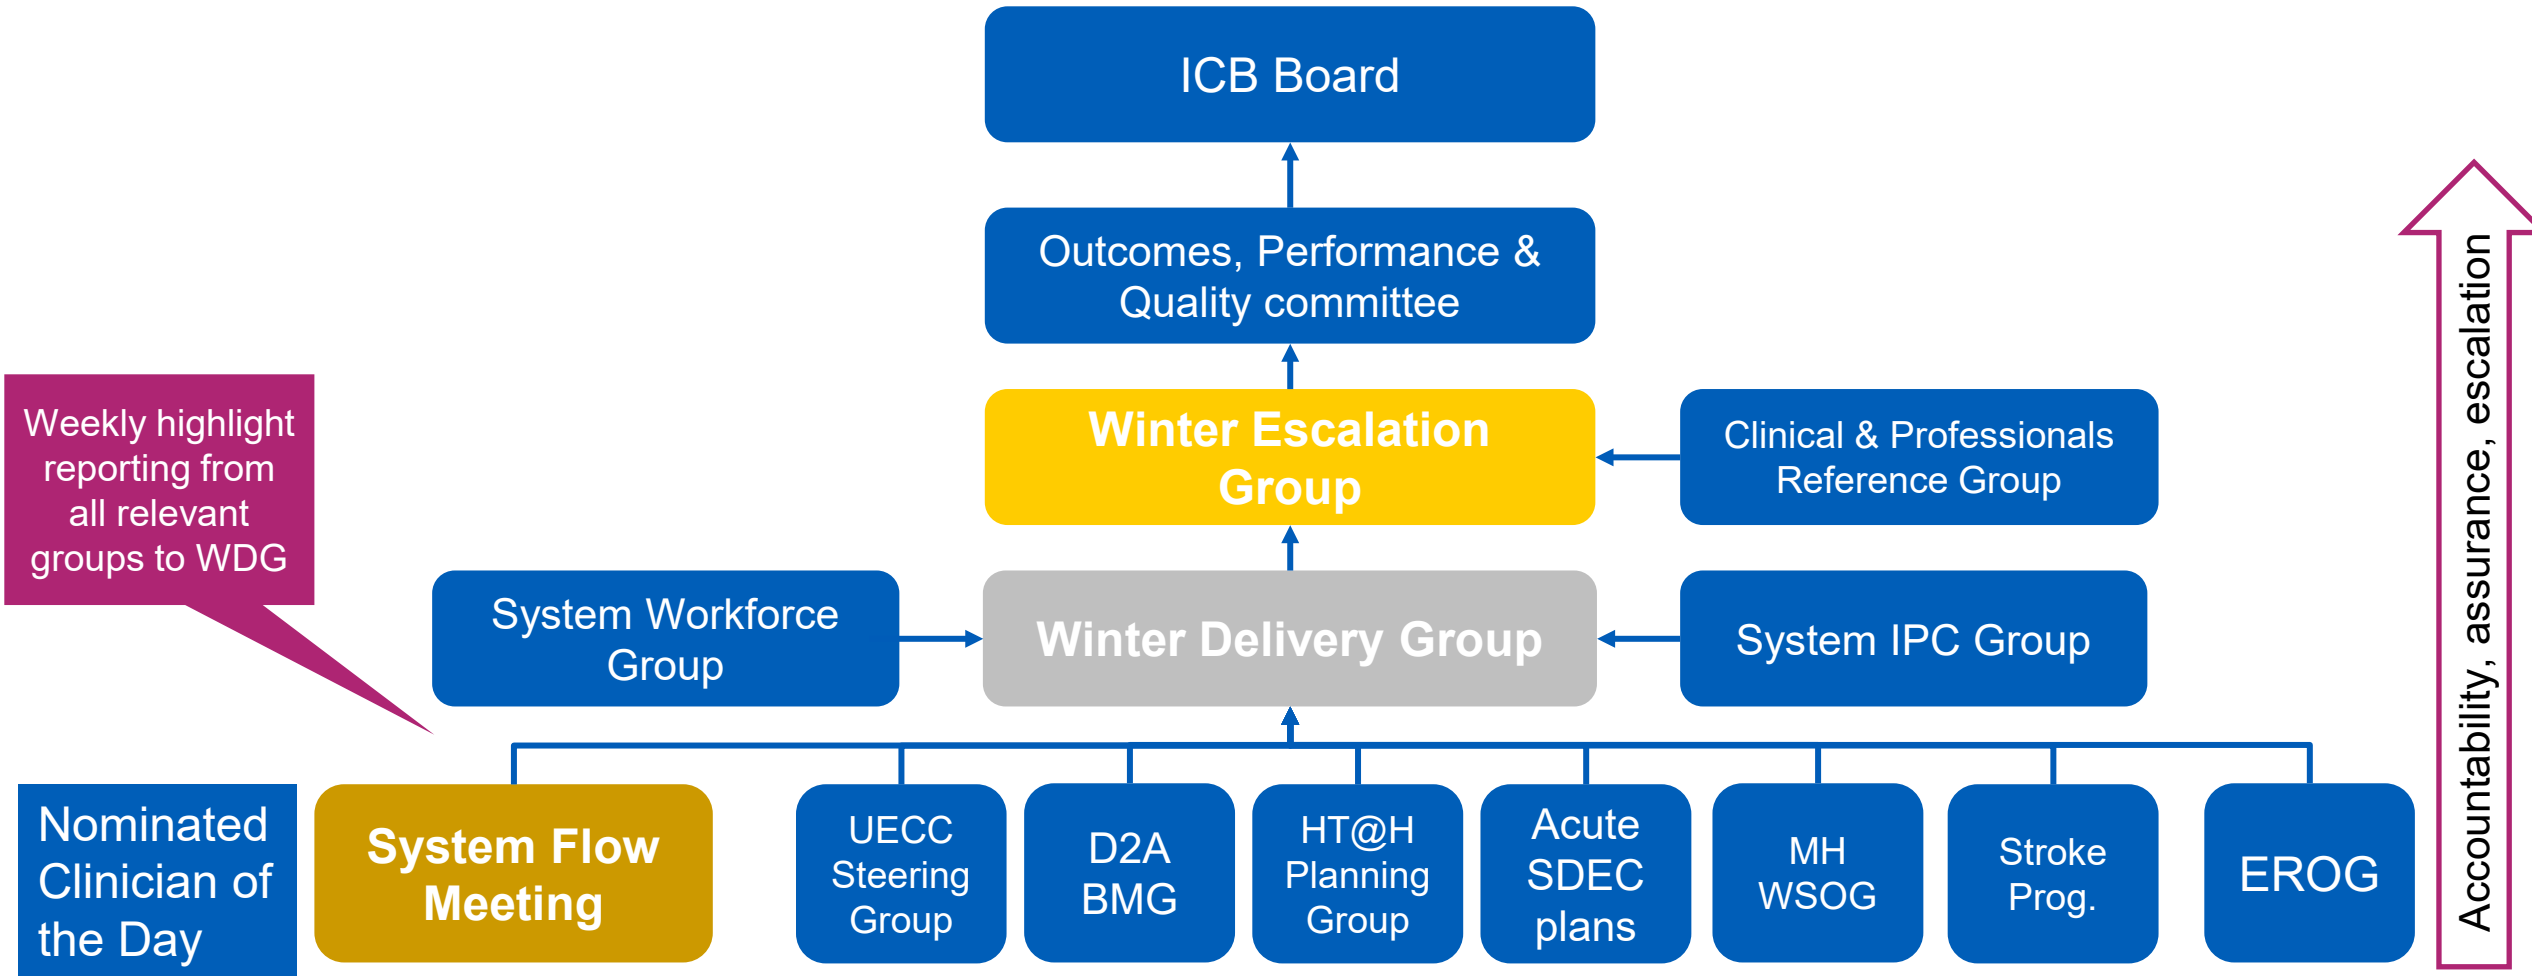 ICB Board
Outcomes, Performance &
Quality committee
Weekly highlight
reporting from
all relevant
groups to WDG
Winter Escalation
Group
Clinical & Professionals
Reference Group
System Workforce
Group
Winter Delivery Group
System IPC Group
Nominated
Clinician of
the Day
System Flow
Meeting
UECC
Steering
Group
D2A
BMG
HT@H
Planning
Group
Acute
SDEC
plans
MH
WSOG
Stroke
Prog.
EROG
Accountability, assurance, escalation